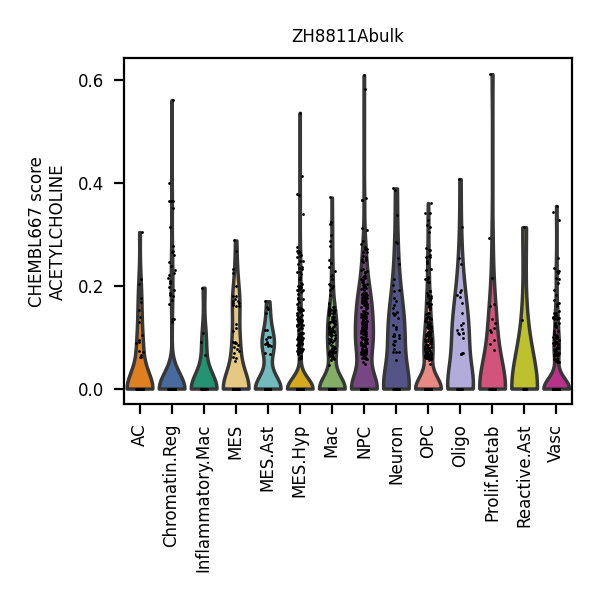 ZH8811Abulk
CHEMBL667 score
ACETYLCHOLINE
0.6
0.4
0.2
0.0
AC
Chromatin.Reg
Inflammatory.Mac
MES
MES.Ast
MES.Hyp
Mac
NPC
Neuron
OPC
Oligo
Prolif.Metab
Reactive.Ast
Vasc